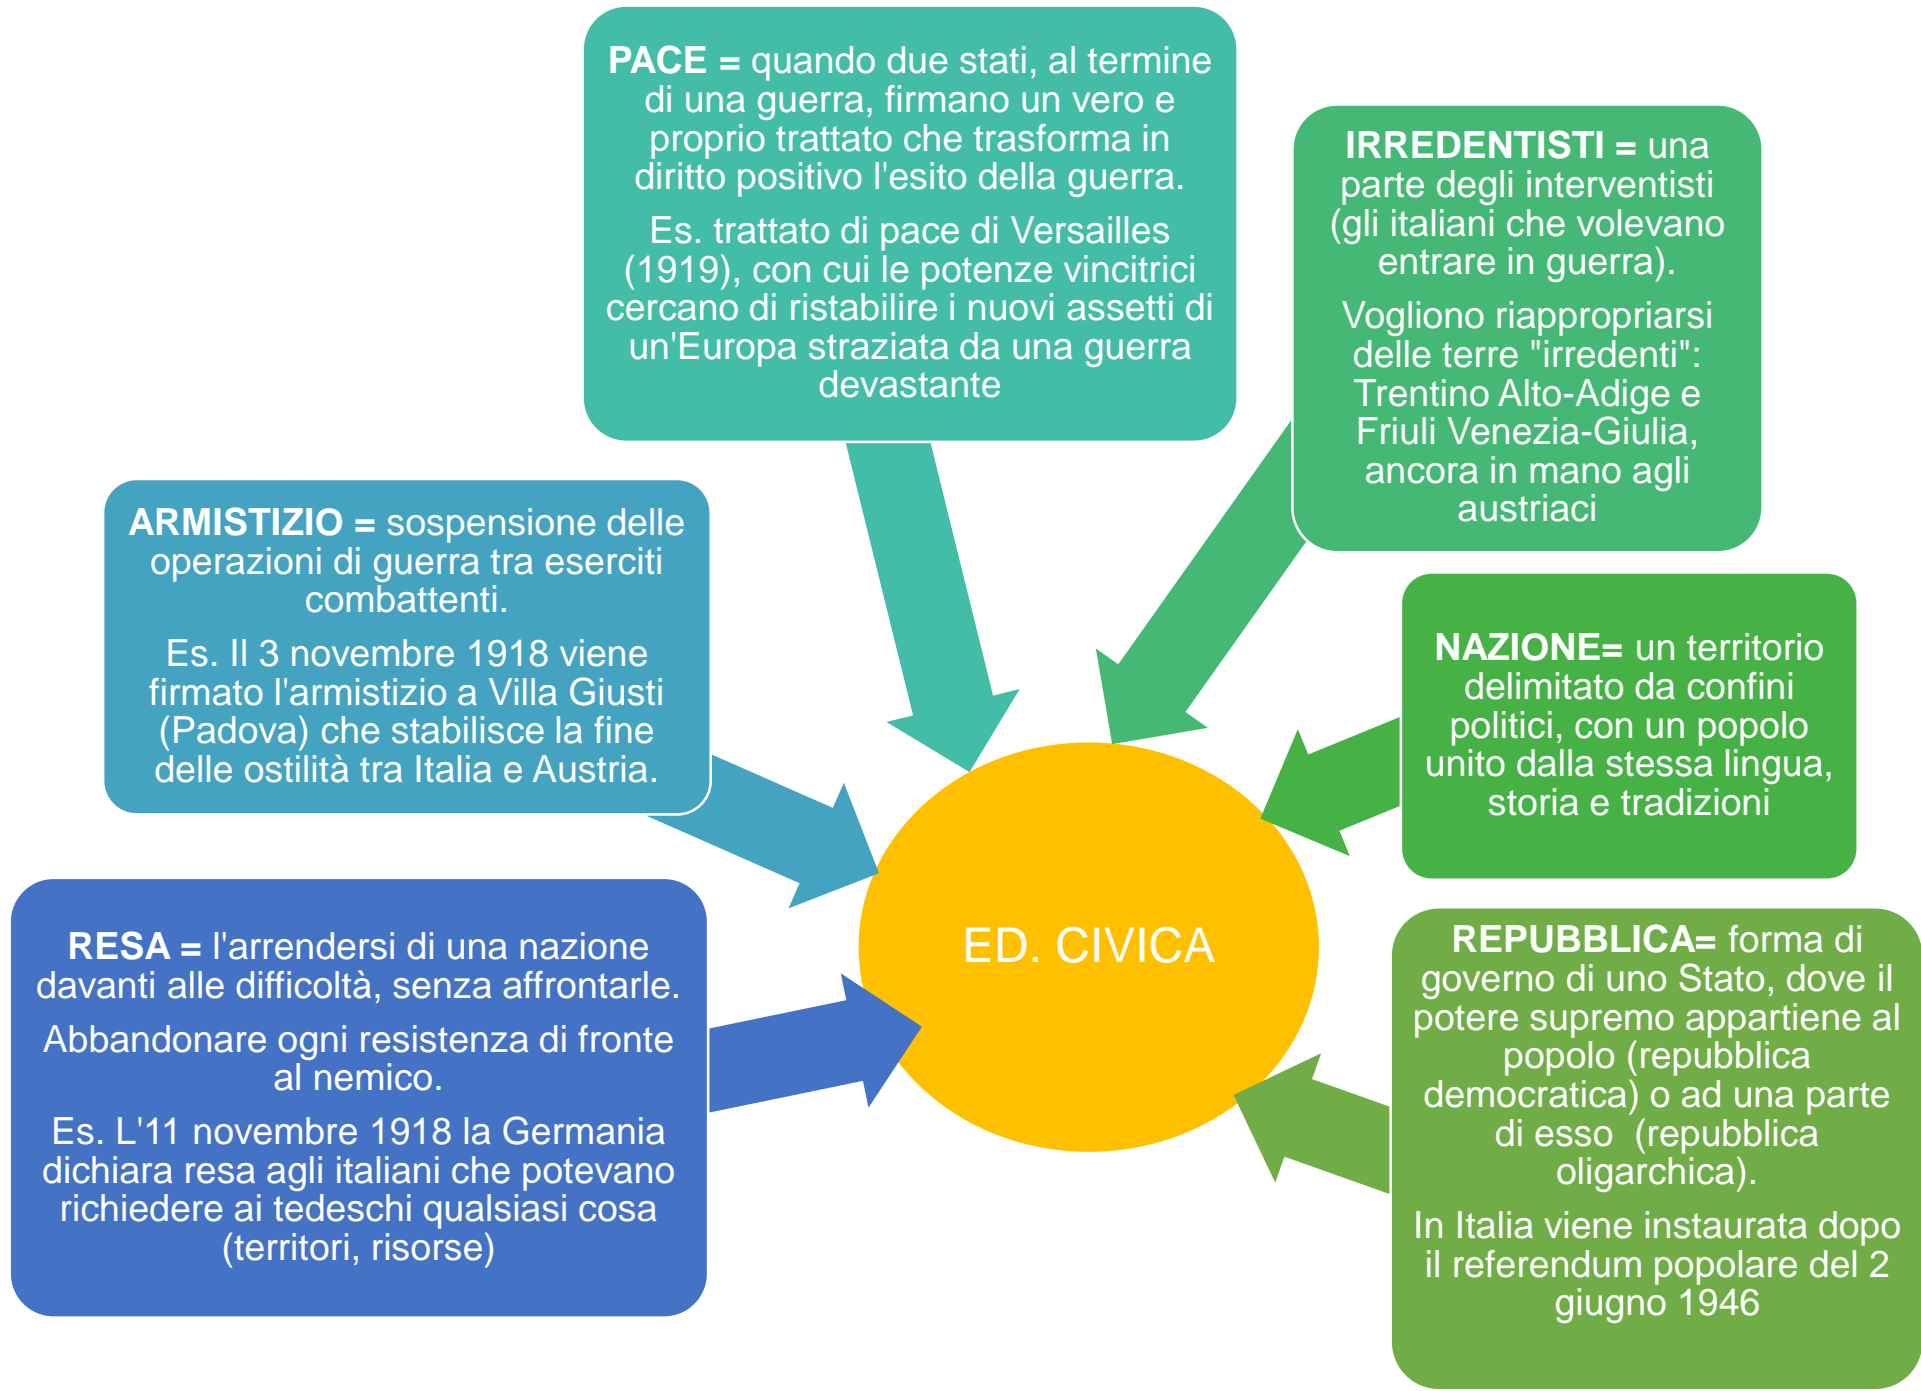 PACE = quando due stati, al termine
di una guerra, firmano un vero e
proprio trattato che trasforma in
diritto positivo l'esito della guerra.
Es. trattato di pace di Versailles
(1919), con cui le potenze vincitrici
cercano di ristabilire i nuovi assetti di
un'Europa straziata da una guerra
devastante
IRREDENTISTI = una
parte degli interventisti
(gli italiani che volevano
entrare in guerra).
Vogliono riappropriarsi
delle terre "irredenti":
Trentino Alto-Adige e
Friuli Venezia-Giulia,
ancora in mano agli
austriaci
ARMISTIZIO = sospensione delle
operazioni di guerra tra eserciti
combattenti.
Es. Il 3 novembre 1918 viene
firmato l'armistizio a Villa Giusti
(Padova) che stabilisce la fine
delle ostilità tra Italia e Austria.
NAZIONE= un territorio
delimitato da confini
politici, con un popolo
unito dalla stessa lingua,
storia e tradizioni
RESA = l'arrendersi di una nazione
davanti alle difficoltà, senza affrontarle.
Abbandonare ogni resistenza di fronte
al nemico.
Es. L'11 novembre 1918 la Germania
dichiara resa agli italiani che potevano
richiedere ai tedeschi qualsiasi cosa
(territori, risorse)
ED. CIVICA
REPUBBLICA= forma di
governo di uno Stato, dove il
potere supremo appartiene al
popolo (repubblica
democratica) o ad una parte
di esso  (repubblica
oligarchica).
In Italia viene instaurata dopo
il referendum popolare del 2
giugno 1946